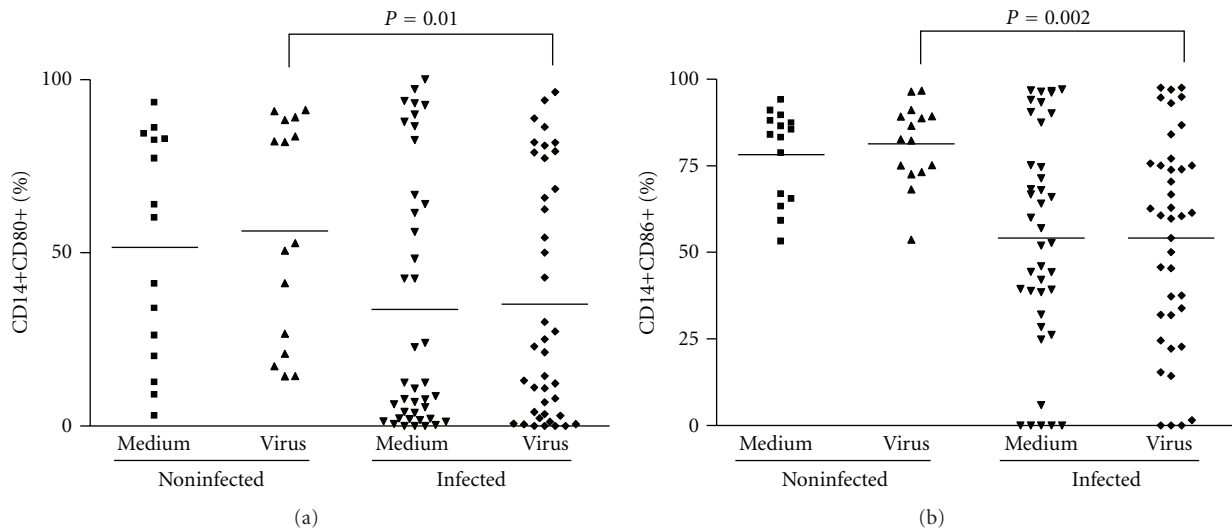 P = 0.01
100
50
0
CD14+CD80+ (%)
Medium Virus Medium Virus
Noninfected Infected
(a)
P = 0.002
100
75
50
25
0
CD14+CD86+ (%)
Medium Virus Medium Virus
Noninfected Infected
(b)